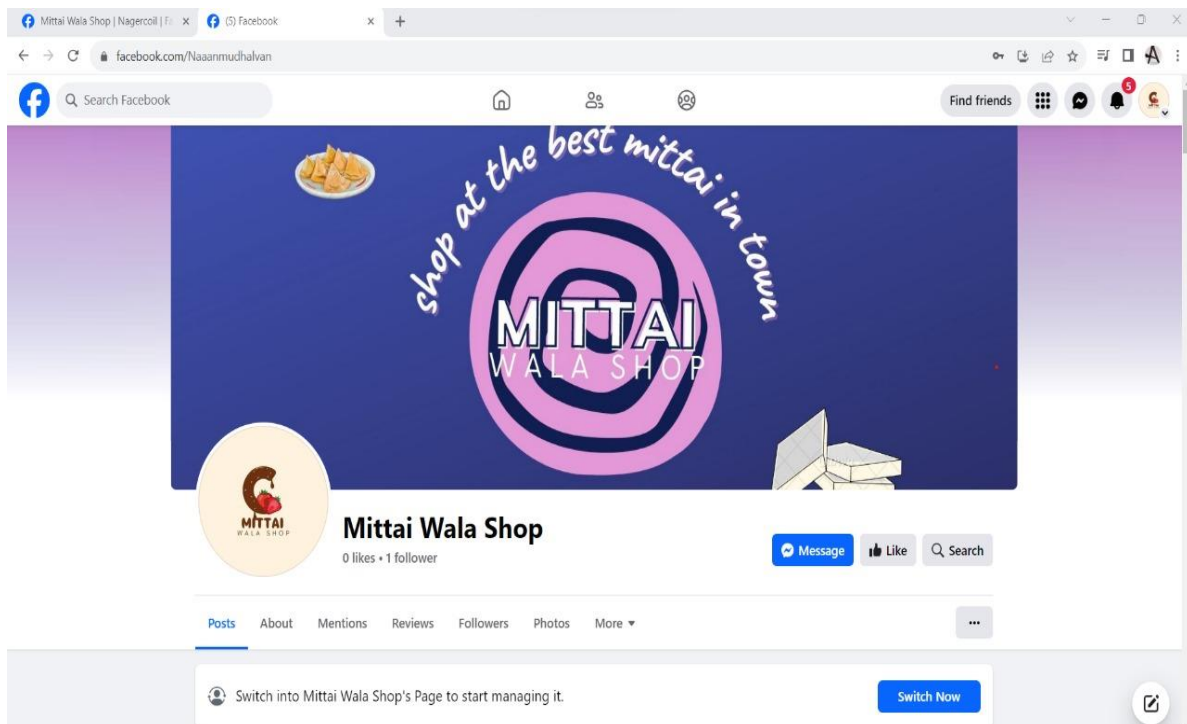 Mittai Wala Shop | Nagercoil | Fa
(5) Facebook
facebook.com/Naaanmudhalvan
Search Facebook
Find friends
5
shop at the best mittai in town
MITTAI
WALA SHOP
MITTAI
WALA SHOP
Mittai Wala Shop
0 likes • 1 follower
Message
Like
Search
Posts About Mentions Reviews Followers Photos More
Switch into Mittai Wala Shop's Page to start managing it.
Switch Now